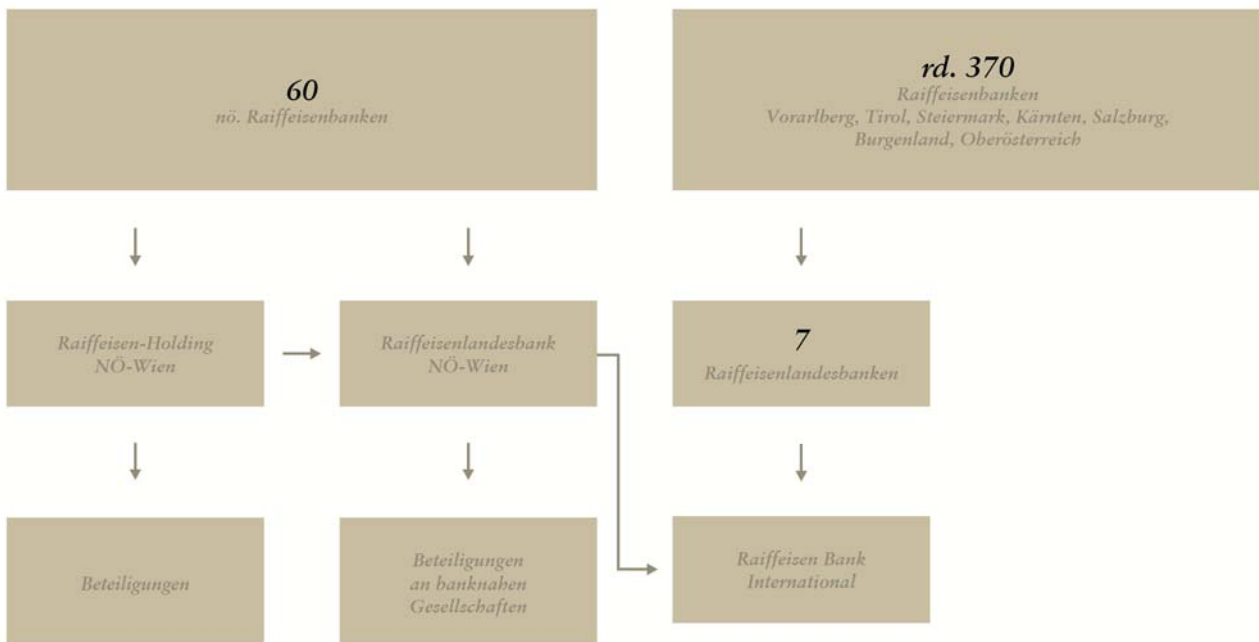 60
nö. Raiffeisenbanken
rd. 370
Raiffeisenbanken
Vorarlberg, Tirol, Steiermark, Kärnten, Salzburg,
Burgenland, Oberösterreich
Raiffeisen-Holding
NÖ-Wien
Raiffeisenlandesbank
NÖ-Wien
7
Raiffeisenlandesbanken
Beteiligungen
Beteiligungen
an banknahen
Gesellschaften
Raiffeisen Bank
International